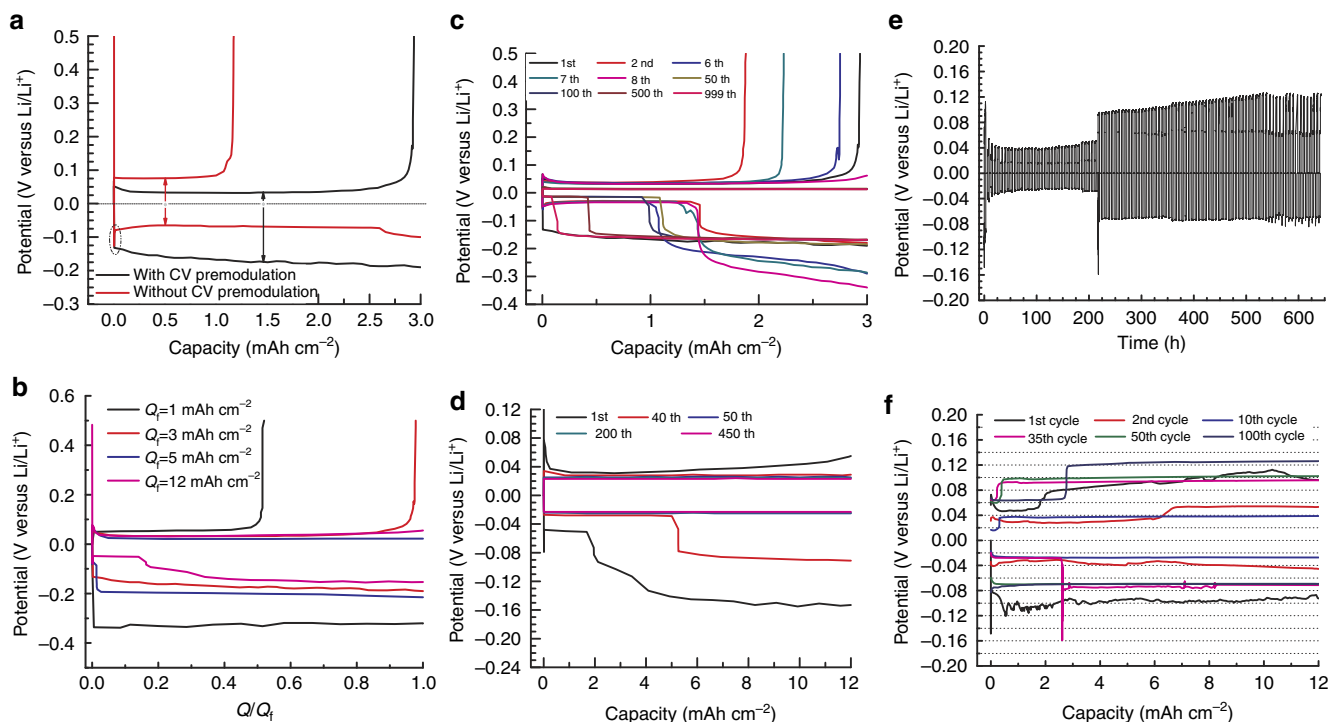 a
0.5
0.4
0.3
0.2
0.1
0.0
−0.1
−0.2
−0.3
Potential (V versus Li/Li⁺)
With CV premodulation
Without CV premodulation
0.0 0.5 1.0 1.5 2.0 2.5 3.0
Capacity (mAh cm⁻²)
b
0.6
0.4
0.2
0.0
−0.2
−0.4
Potential (V versus Li/Li⁺)
Qf=1 mAh cm⁻²
Qf=3 mAh cm⁻²
Qf=5 mAh cm⁻²
Qf=12 mAh cm⁻²
0.0 0.2 0.4 0.6 0.8 1.0
Q/Qf
c
0.5
0.4
0.3
0.2
0.1
0.0
−0.1
−0.2
−0.3
−0.4
Potential (V versus Li/Li⁺)
1st 2 nd 6 th
7 th 8 th 50 th
100 th 500 th 999 th
0 1 2 3
Capacity (mAh cm⁻²)
d
0.12
0.08
0.04
0.00
−0.04
−0.08
−0.12
−0.16
−0.20
−0.24
Potential (V versus Li/Li⁺)
1st 40 th 50 th
200 th 450 th
0 2 4 6 8 10 12
Capacity (mAh cm⁻²)
e
0.20
0.16
0.12
0.08
0.04
0.00
−0.04
−0.08
−0.12
−0.16
−0.20
Potential (V versus Li/Li⁺)
0 100 200 300 400 500 600
Time (h)
f
0.20
0.16
0.12
0.08
0.04
0.00
−0.04
−0.08
−0.12
−0.16
−0.20
Potential (V versus Li/Li⁺)
1st cycle 2nd cycle 10th cycle
35th cycle 50th cycle 100th cycle
0 2 4 6 8 10 12
Capacity (mAh cm⁻²)